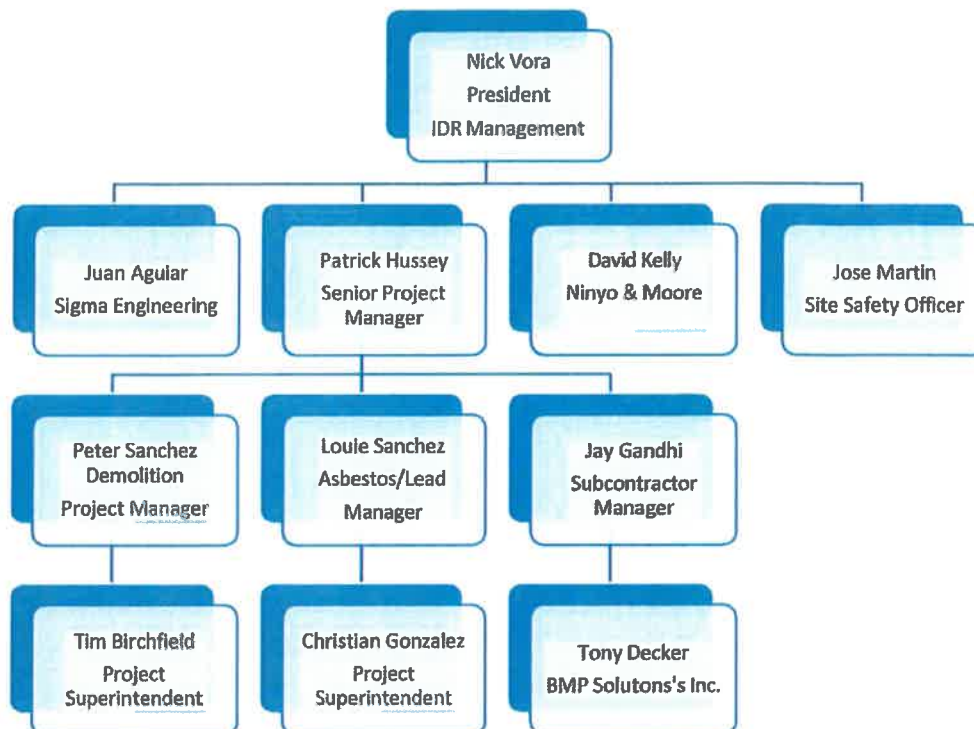 Nick Vora
President
IDR Management
Juan Aguiar
Sigma Engineering
Patrick Hussey
Senior Project
Manager
David Kelly
Ninyo & Moore
Jose Martin
Site Safety Officer
Peter Sanchez
Demolition
Project Manager
Louie Sanchez
Asbestos/Lead
Manager
Jay Gandhi
Subcontractor
Manager
Tim Birchfield
Project
Superintendent
Christian Gonzalez
Project
Superintendent
Tony Decker
BMP Soluton's Inc.